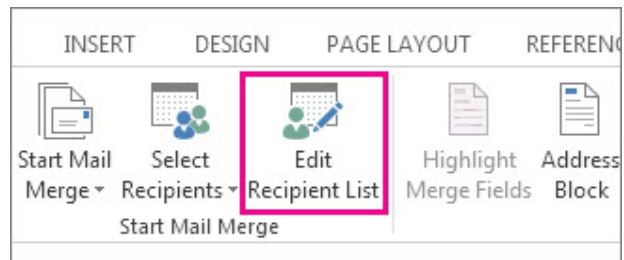 INSERT DESIGN PAGE LAYOUT
Start Mail Select Edit Highlight Address
Merge Recipients Recipient List Merge Fields Block
Start Mail Merge